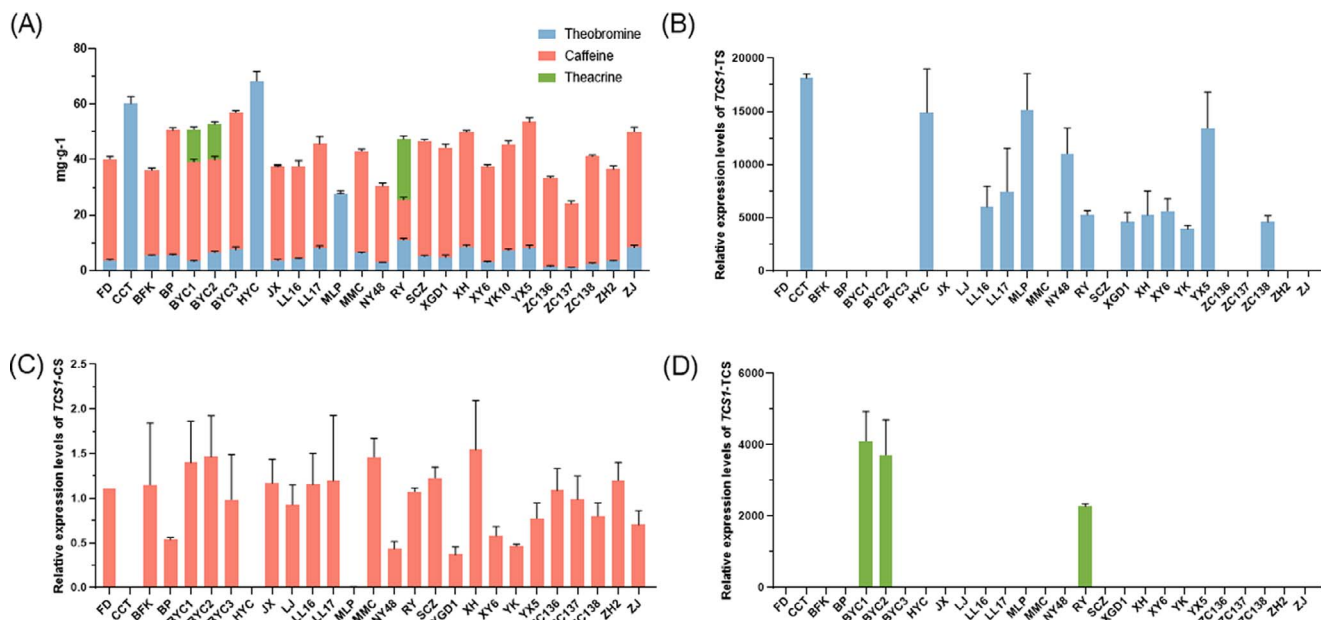 (A)
Theobromine
Caffeine
Theacrine
mg·g-1
80
60
40
20
0
FD CCT BFK BP BYC1 BYC2 BYC3 HYC JX LL16 LL17 MLP MMC NY48 RY SCZ XGD1 XH XY6 YK10 YX5 ZC136 ZC137 ZC138 ZH2 ZJ
(B)
Relative expression levels of TCS1-TS
20000
15000
10000
5000
0
FD CCT BFK BP BYC1 BYC2 BYC3 HYC JX LJ LL16 LL17 MLP MMC NY48 RY SCZ XGD1 XH XY6 YK YX5 ZC136 ZC137 ZC138 ZH2 ZJ
(C)
Relative expression levels of TCS1-CS
2.5
2.0
1.5
1.0
0.5
0.0
FD CCT BFK BP BYC1 BYC2 BYC3 HYC JX LJ LL16 LL17 MLP MMC NY48 RY SCZ XGD1 XH XY6 YK YX5 ZC136 ZC137 ZC138 ZH2 ZJ
(D)
Relative expression levels of TCS1-TCS
6000
4000
2000
0
FD CCT BFK BP BYC1 BYC2 BYC3 HYC JX LJ LL16 LL17 MLP MMC NY48 RY SCZ XGD1 XH XY6 YK YX5 ZC136 ZC137 ZC138 ZH2 ZJ